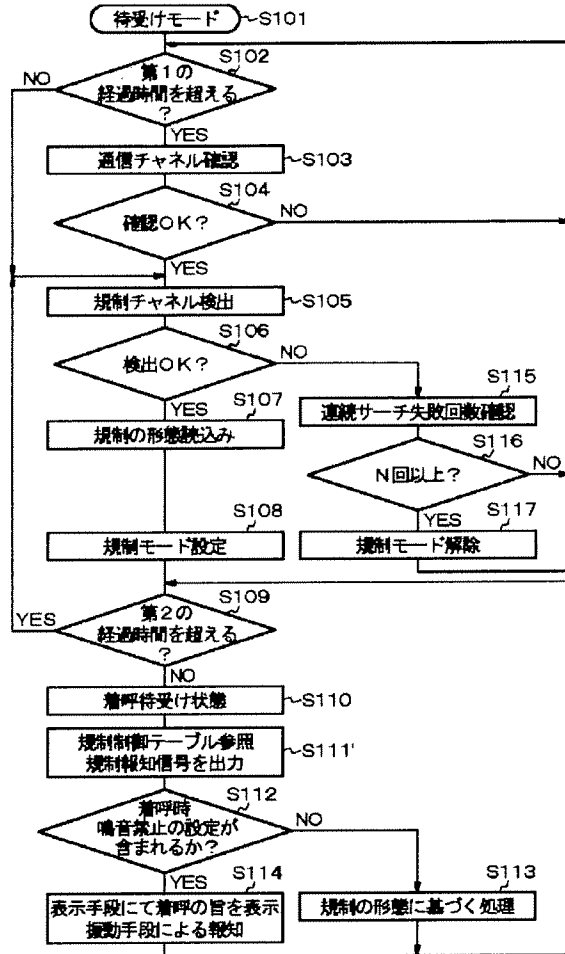 待受けモード
S101
S102
NO
第1の
経過時間を超える
?
YES
通信チャネル確認
S103
S104
確認OK?
NO
YES
規制チャネル検出
S105
S106
検出OK?
NO
YES
S107
規制の形態読込み
S115
連続サーチ失敗回数確認
S116
N回以上?
NO
YES
S117
規制モード解除
S108
規制モード設定
S109
YES
第2の
経過時間を超える
?
NO
着呼待受け状態
S110
規制制御テーブル参照
規制報知信号を出力
S111'
S112
着呼時
鳴音禁止の設定が
含まれるか?
NO
YES
S114
表示手段にて着呼の旨を表示
振動手段による報知
S113
規制の形態に基づく処理